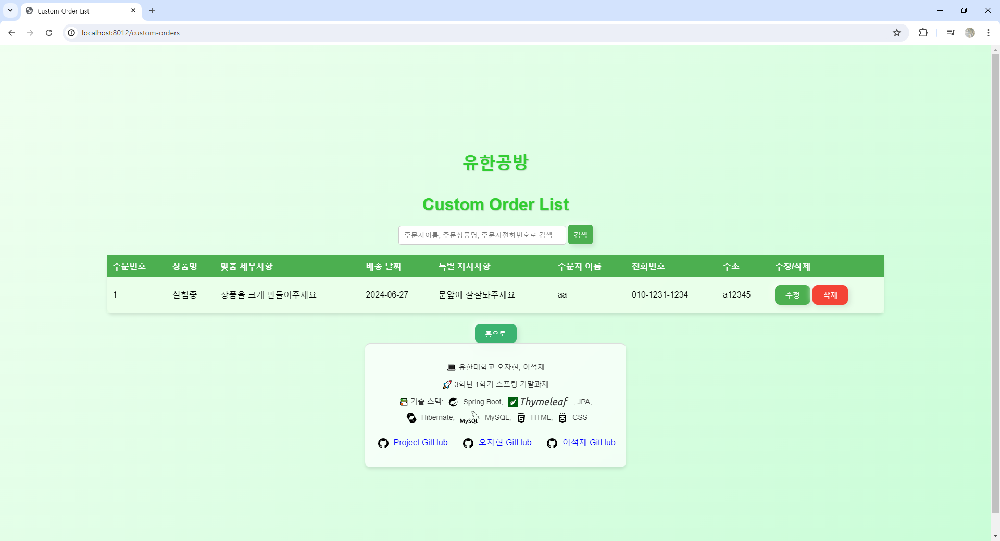 Custom Order List
localhost:8012/custom-orders
유한공방
Custom Order List
주문자이름, 주문상품명, 주문자전화번호로 검색 검색
주문번호 상품명 맞춤 세부사항 배송 날짜 특별 지시사항 주문자 이름 전화번호 주소 수정/삭제
1 실험중 상품을 크게 만들어주세요 2024-06-27 문앞에 살살놔주세요 aa 010-1231-1234 a12345 수정 삭제
홈으로
💻 유한대학교 오자현, 이석재
🚀 3학년 1학기 스프링 기말과제
📚 기술 스택: Spring Boot, Thymeleaf , JPA,
Hibernate, MySQL MySQL, HTML, CSS
Project GitHub 오자현 GitHub 이석재 GitHub